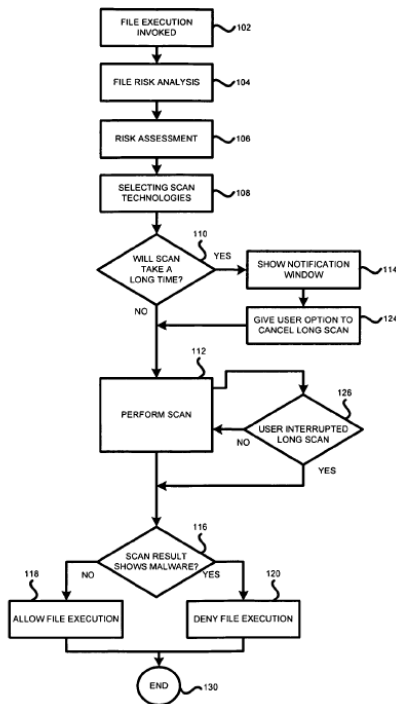 FILE EXECUTION
INVOKED
102
FILE RISK ANALYSIS
104
RISK ASSESSMENT
106
SELECTING SCAN
TECHNOLOGIES
108
110
WILL SCAN
TAKE A
LONG TIME?
YES
NO
SHOW NOTIFICATION
WINDOW
114
GIVE USER OPTION TO
CANCEL LONG SCAN
124
112
PERFORM SCAN
126
USER INTERRUPTED
LONG SCAN
NO
YES
116
SCAN RESULT
SHOWS MALWARE?
NO
YES
118
ALLOW FILE EXECUTION
120
DENY FILE EXECUTION
END
130